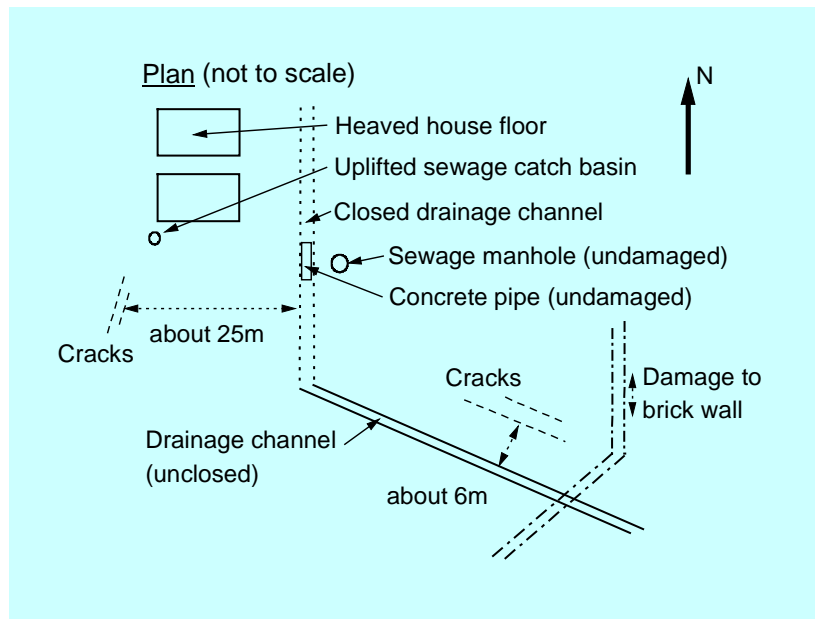 Plan (not to scale)
N
Heaved house floor
Uplifted sewage catch basin
Closed drainage channel
Sewage manhole (undamaged)
Concrete pipe (undamaged)
about 25m
Cracks
Cracks
Damage to
brick wall
Drainage channel
(unclosed)
about 6m